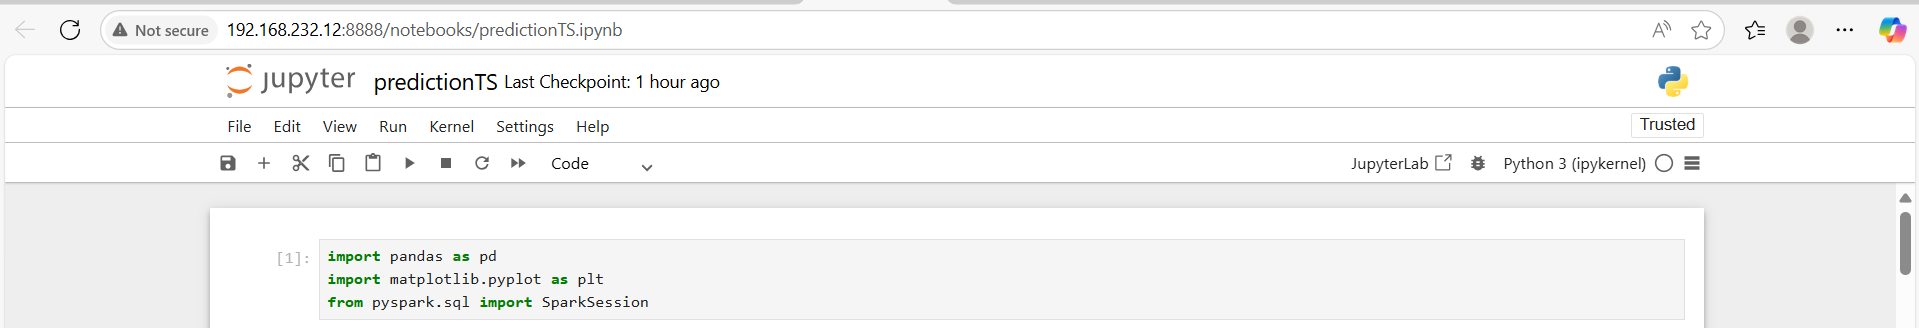 Not secure 192.168.232.12:8888/notebooks/predictionTS.ipynb
jupyter predictionTS Last Checkpoint: 1 hour ago
File Edit View Run Kernel Settings Help Trusted
Code JupyterLab Python 3 (ipykernel)
[1]: import pandas as pd
import matplotlib.pyplot as plt
from pyspark.sql import SparkSession